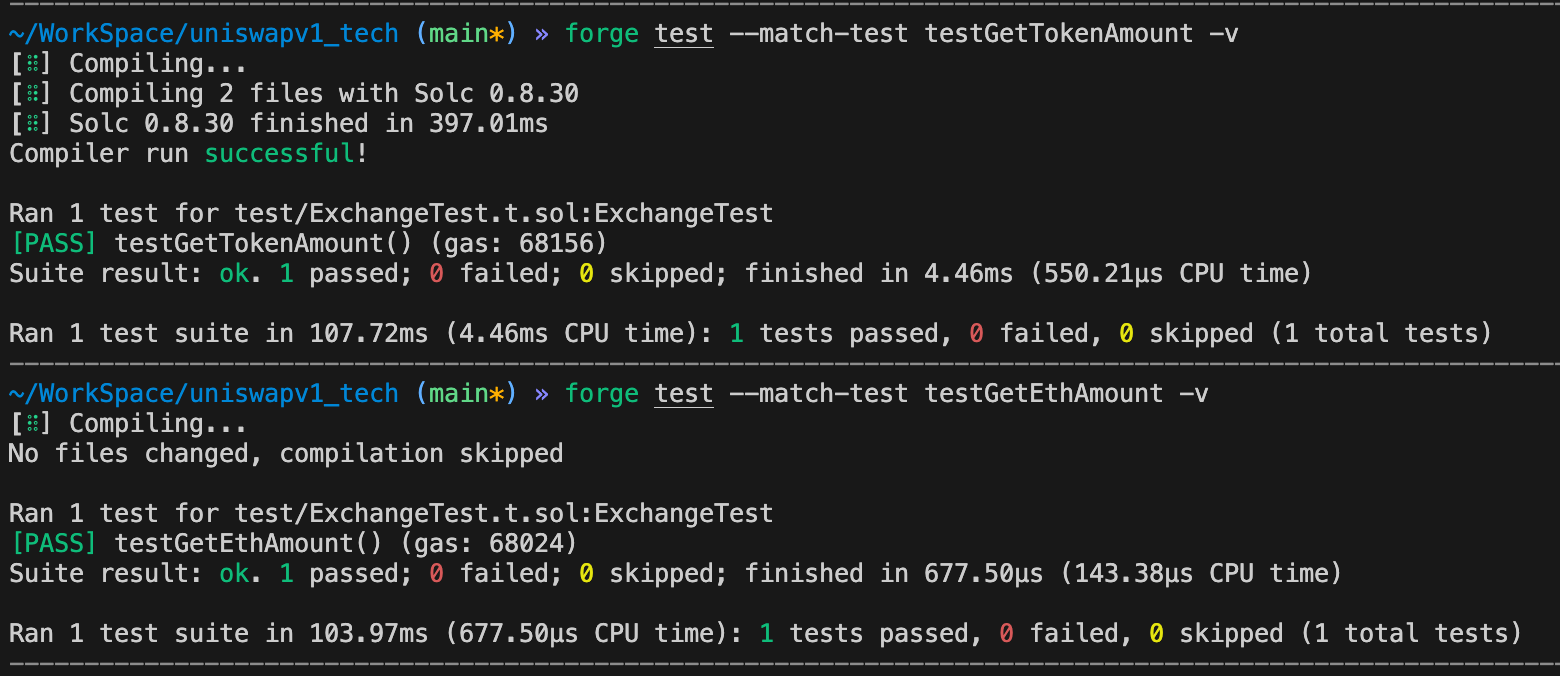 ~/WorkSpace/uniswapv1_tech (main*) » forge test --match-test testGetTokenAmount -v
[⠿] Compiling...
[⠿] Compiling 2 files with Solc 0.8.30
[⠿] Solc 0.8.30 finished in 397.01ms
Compiler run successful!
Ran 1 test for test/ExchangeTest.t.sol:ExchangeTest
[PASS] testGetTokenAmount() (gas: 68156)
Suite result: ok. 1 passed; 0 failed; 0 skipped; finished in 4.46ms (550.21µs CPU time)
Ran 1 test suite in 107.72ms (4.46ms CPU time): 1 tests passed, 0 failed, 0 skipped (1 total tests)
~/WorkSpace/uniswapv1_tech (main*) » forge test --match-test testGetEthAmount -v
[⠿] Compiling...
No files changed, compilation skipped
Ran 1 test for test/ExchangeTest.t.sol:ExchangeTest
[PASS] testGetEthAmount() (gas: 68024)
Suite result: ok. 1 passed; 0 failed; 0 skipped; finished in 677.50µs (143.38µs CPU time)
Ran 1 test suite in 103.97ms (677.50µs CPU time): 1 tests passed, 0 failed, 0 skipped (1 total tests)